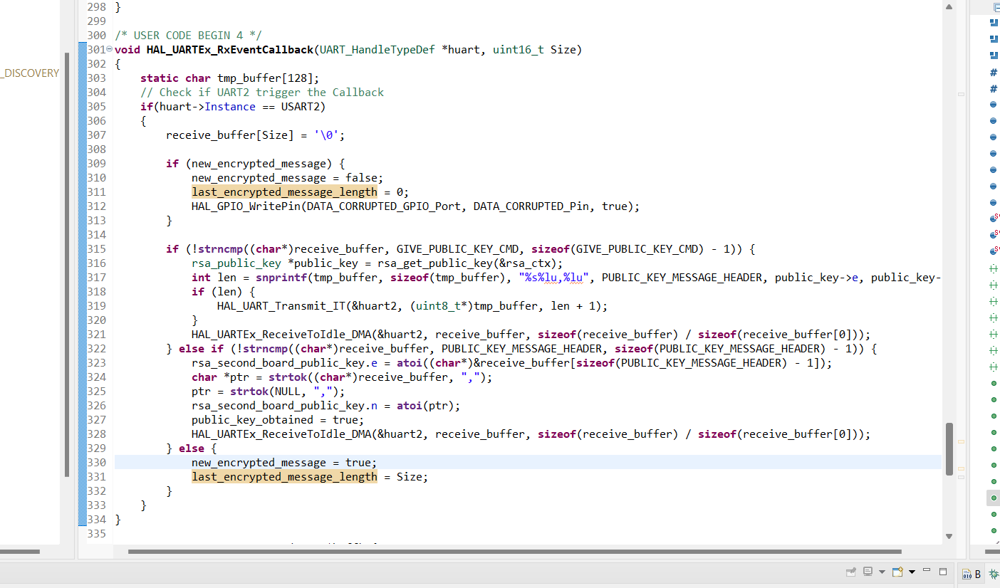 298 }
299
300 /* USER CODE BEGIN 4 */
301 void HAL_UARTEx_RxEventCallback(UART_HandleTypeDef *huart, uint16_t Size)
302 {
_DISCOVERY
303     static char tmp_buffer[128];
304     // Check if UART2 trigger the Callback
305     if(huart->Instance == USART2)
306     {
307         receive_buffer[Size] = '\0';
308
309         if (new_encrypted_message) {
310             new_encrypted_message = false;
311             last_encrypted_message_length = 0;
312             HAL_GPIO_WritePin(DATA_CORRUPTED_GPIO_Port, DATA_CORRUPTED_Pin, true);
313         }
314
315         if (!strncmp((char*)receive_buffer, GIVE_PUBLIC_KEY_CMD, sizeof(GIVE_PUBLIC_KEY_CMD) - 1)) {
316             rsa_public_key *public_key = rsa_get_public_key(&rsa_ctx);
317             int len = snprintf(tmp_buffer, sizeof(tmp_buffer), "%s%lu,%lu", PUBLIC_KEY_MESSAGE_HEADER, public_key->e, public_key-
318             if (len) {
319                 HAL_UART_Transmit_IT(&huart2, (uint8_t*)tmp_buffer, len + 1);
320             }
321             HAL_UARTEx_ReceiveToIdle_DMA(&huart2, receive_buffer, sizeof(receive_buffer) / sizeof(receive_buffer[0]));
322         } else if (!strncmp((char*)receive_buffer, PUBLIC_KEY_MESSAGE_HEADER, sizeof(PUBLIC_KEY_MESSAGE_HEADER) - 1)) {
323             rsa_second_board_public_key.e = atoi((char*)&receive_buffer[sizeof(PUBLIC_KEY_MESSAGE_HEADER) - 1]);
324             char *ptr = strtok((char*)receive_buffer, ",");
325             ptr = strtok(NULL, ",");
326             rsa_second_board_public_key.n = atoi(ptr);
327             public_key_obtained = true;
328             HAL_UARTEx_ReceiveToIdle_DMA(&huart2, receive_buffer, sizeof(receive_buffer) / sizeof(receive_buffer[0]));
329         } else {
330             new_encrypted_message = true;
331             last_encrypted_message_length = Size;
332         }
333     }
334 }
335
B